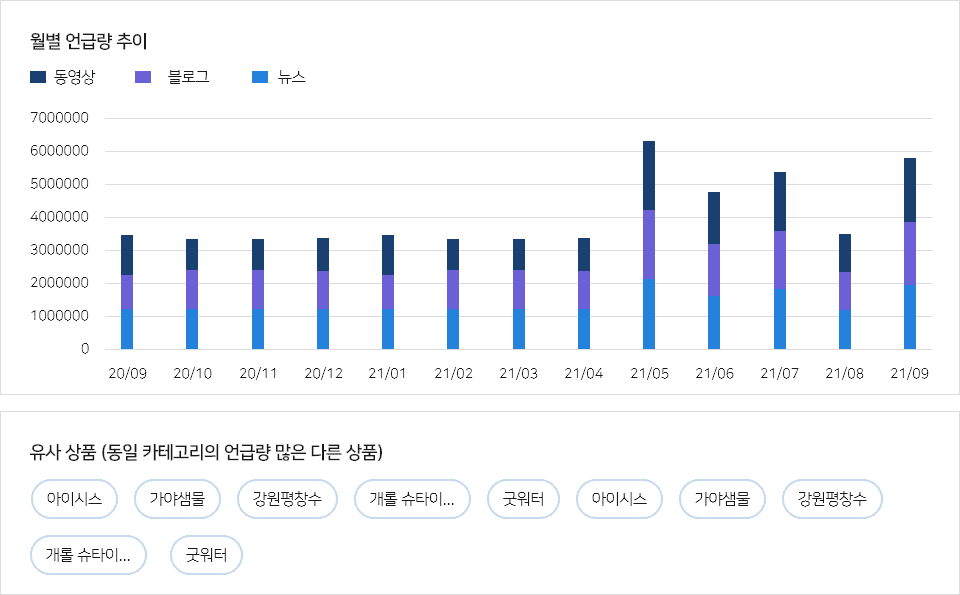 월별 언급량 추이
동영상 블로그 뉴스
7000000
6000000
5000000
4000000
3000000
2000000
1000000
0
20/09 20/10 20/11 20/12 21/01 21/02 21/03 21/04 21/05 21/06 21/07 21/08 21/09
유사 상품 (동일 카테고리의 언급량 많은 다른 상품)
아이시스 가야샘물 강원평창수 개롤 슈타이... 굿워터 아이시스 가야샘물 강원평창수
개롤 슈타이... 굿워터